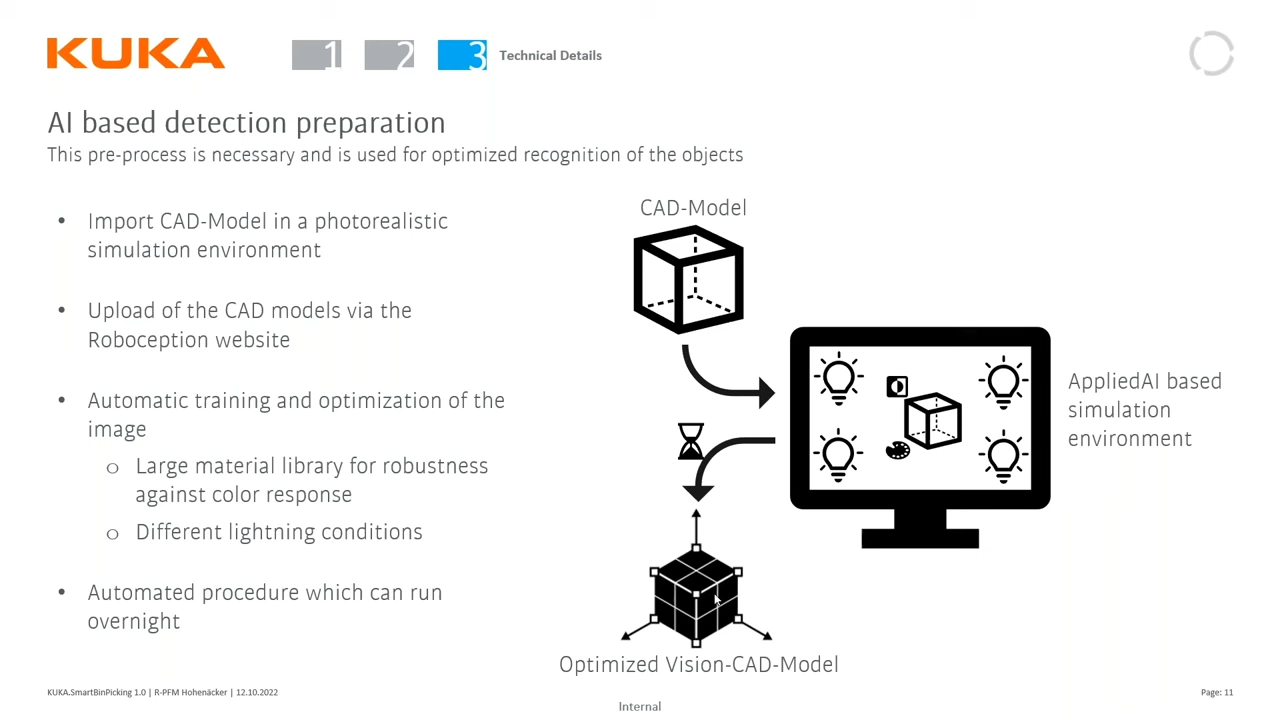 KUKA
1
2
3
Technical Details
AI based detection preparation
This pre-process is necessary and is used for optimized recognition of the objects
• Import CAD-Model in a photorealistic
simulation environment
• Upload of the CAD models via the
Roboception website
• Automatic training and optimization of the
image
o Large material library for robustness
against color response
o Different lightning conditions
• Automated procedure which can run
overnight
CAD-Model
AppliedAI based
simulation
environment
Optimized Vision-CAD-Model
KUKA.SmartBinPicking 1.0 | R-PFM Hohenäcker | 12.10.2022
Internal
Page: 11